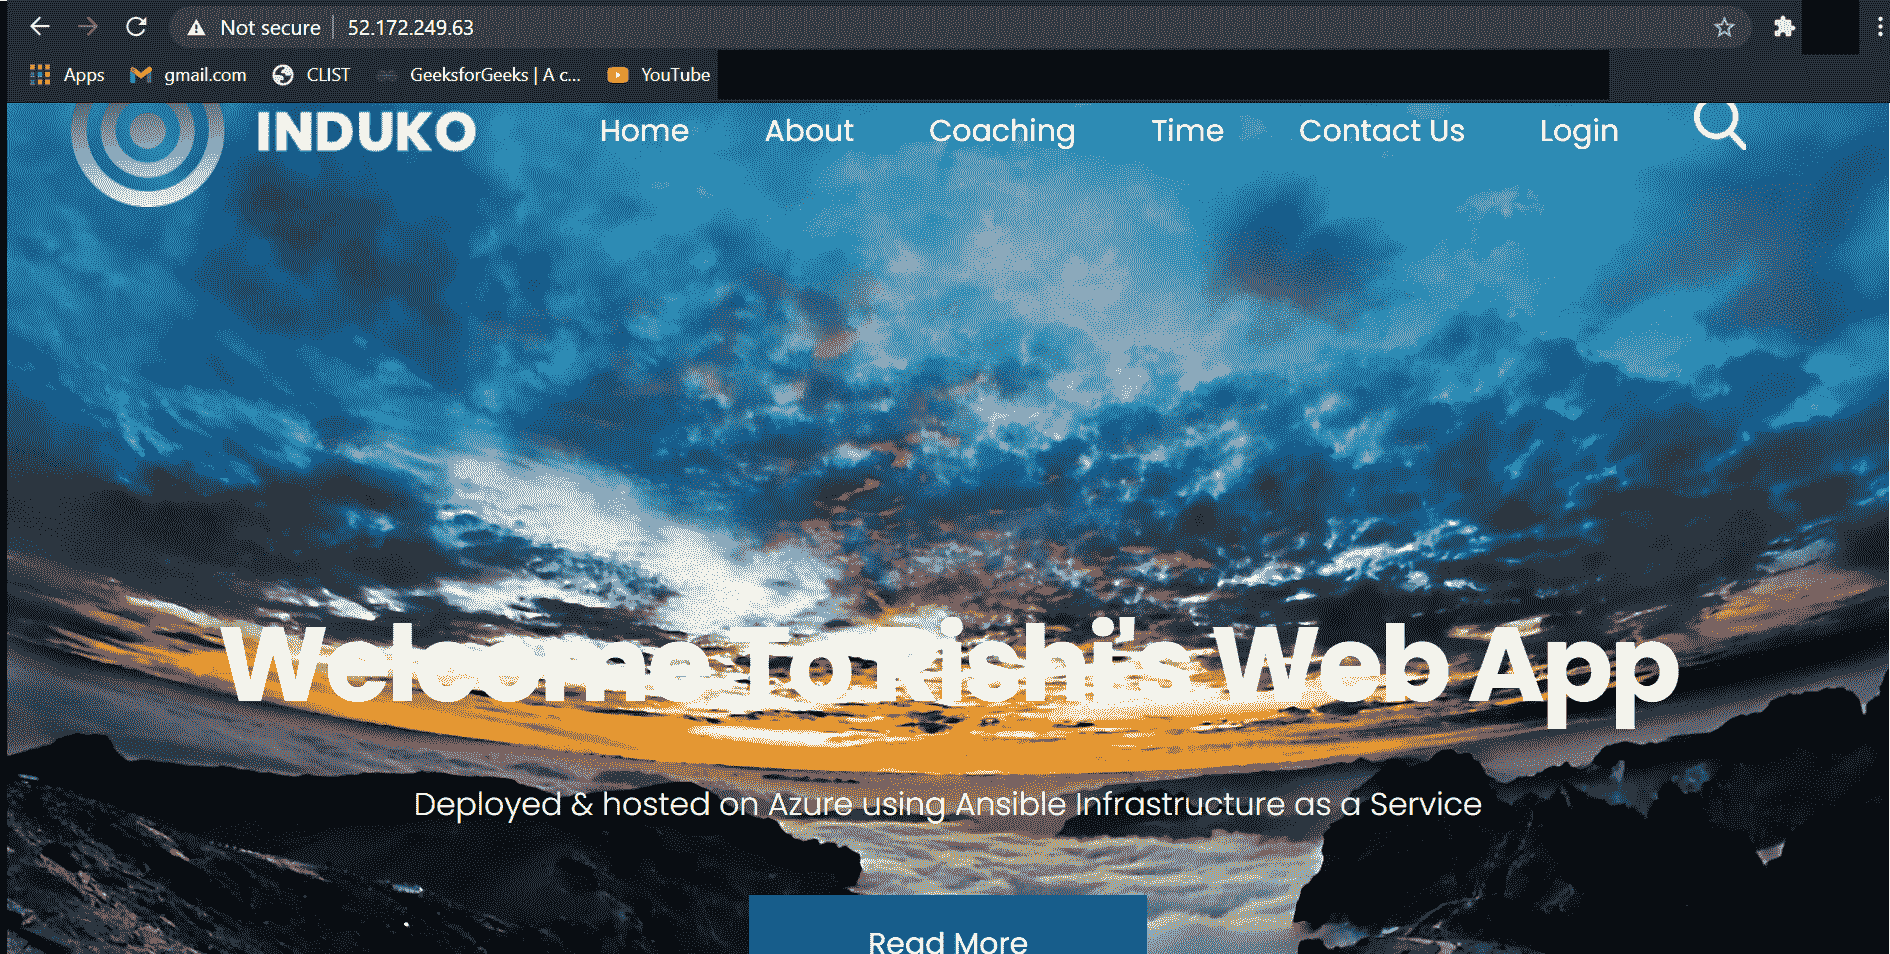 Not secure 52.172.249.63
Apps gmail.com CLIST GeeksforGeeks | A c... YouTube
INDUKO Home About Coaching Time Contact Us Login
Welcome To Rishi's Web App
Deployed & hosted on Azure using Ansible Infrastructure as a Service
Read More